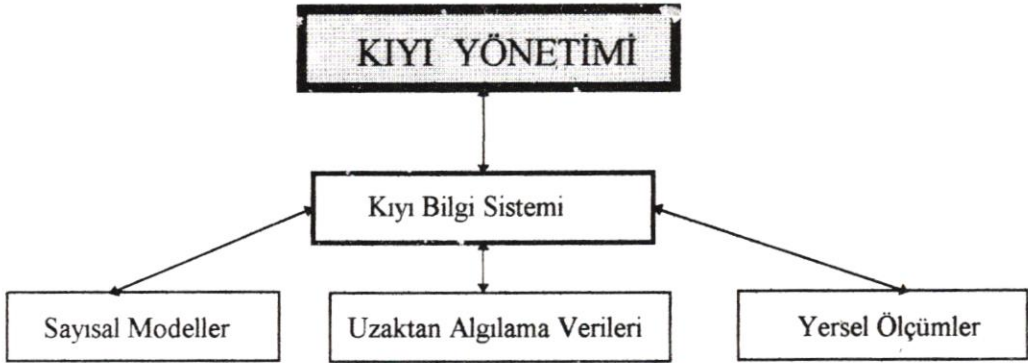 KIYI YÖNETİMİ
Kıyı Bilgi Sistemi
Sayısal Modeller
Uzaktan Algılama Verileri
Yersel Ölçümler